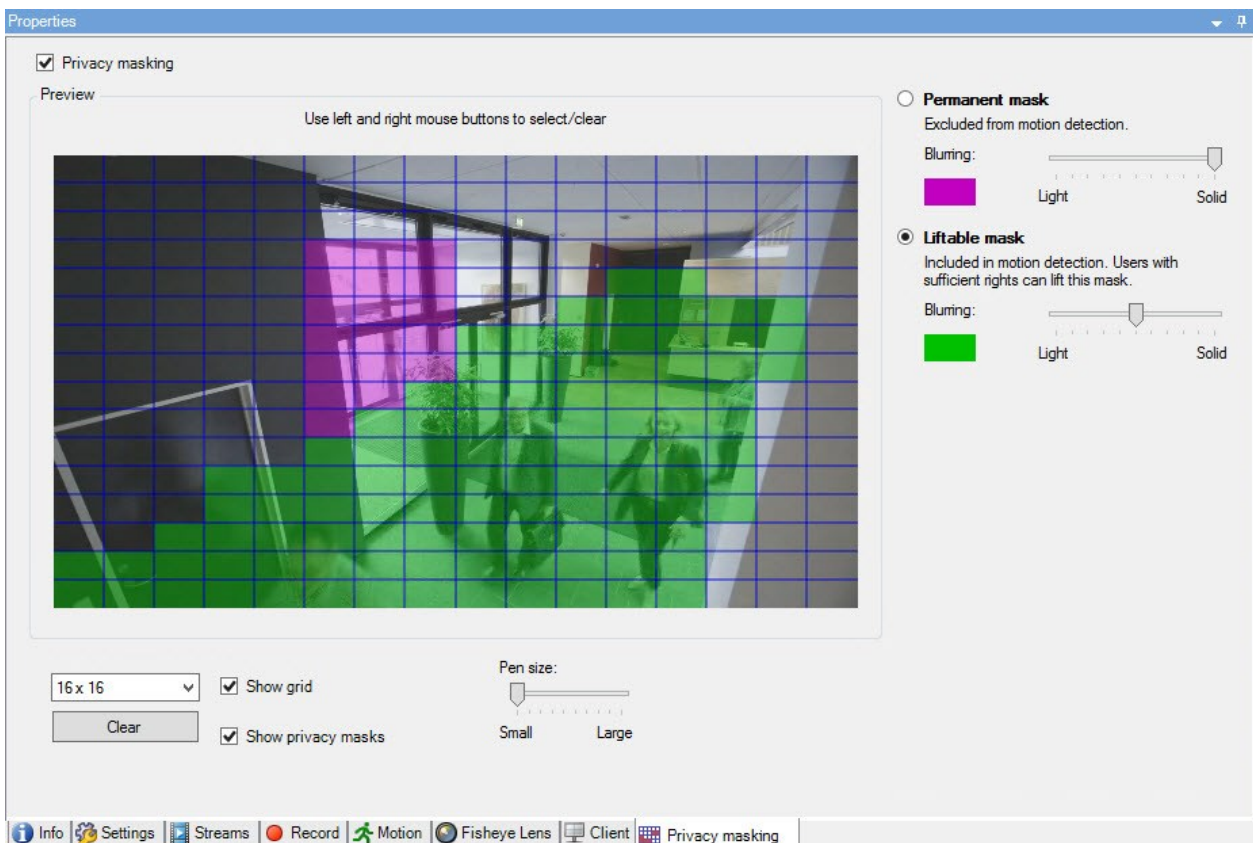 Properties
Privacy masking
Preview
Use left and right mouse buttons to select/clear
Permanent mask
Excluded from motion detection.
Blurring:
Light Solid
Liftable mask
Included in motion detection. Users with
sufficient rights can lift this mask.
Blurring:
Light Solid
16 x 16
Show grid
Pen size:
Clear
Show privacy masks
Small Large
Info Settings Streams Record Motion Fisheye Lens Client Privacy masking